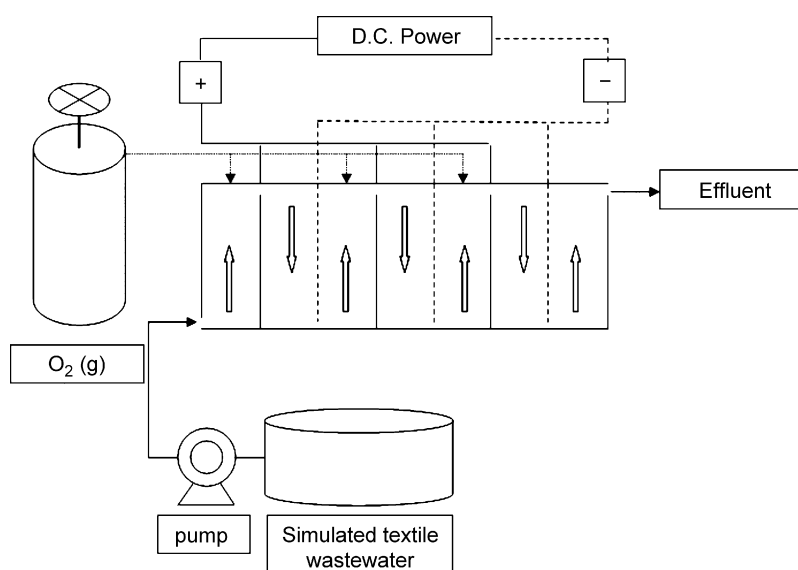 D.C. Power
+
−
Effluent
O₂ (g)
pump
Simulated textile
wastewater